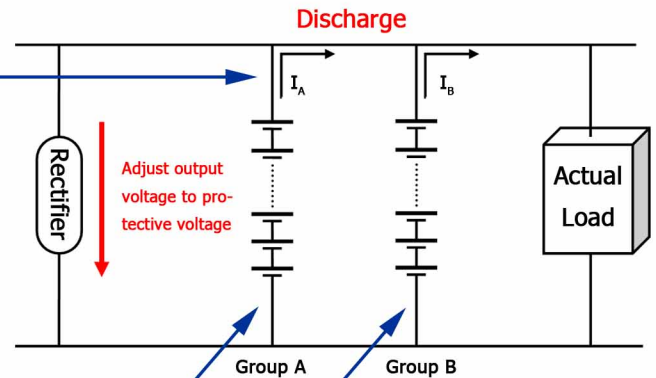 Discharge
I_A
I_B
Rectifier
Adjust output
voltage to pro-
tective voltage
Actual
Load
Group A
Group B